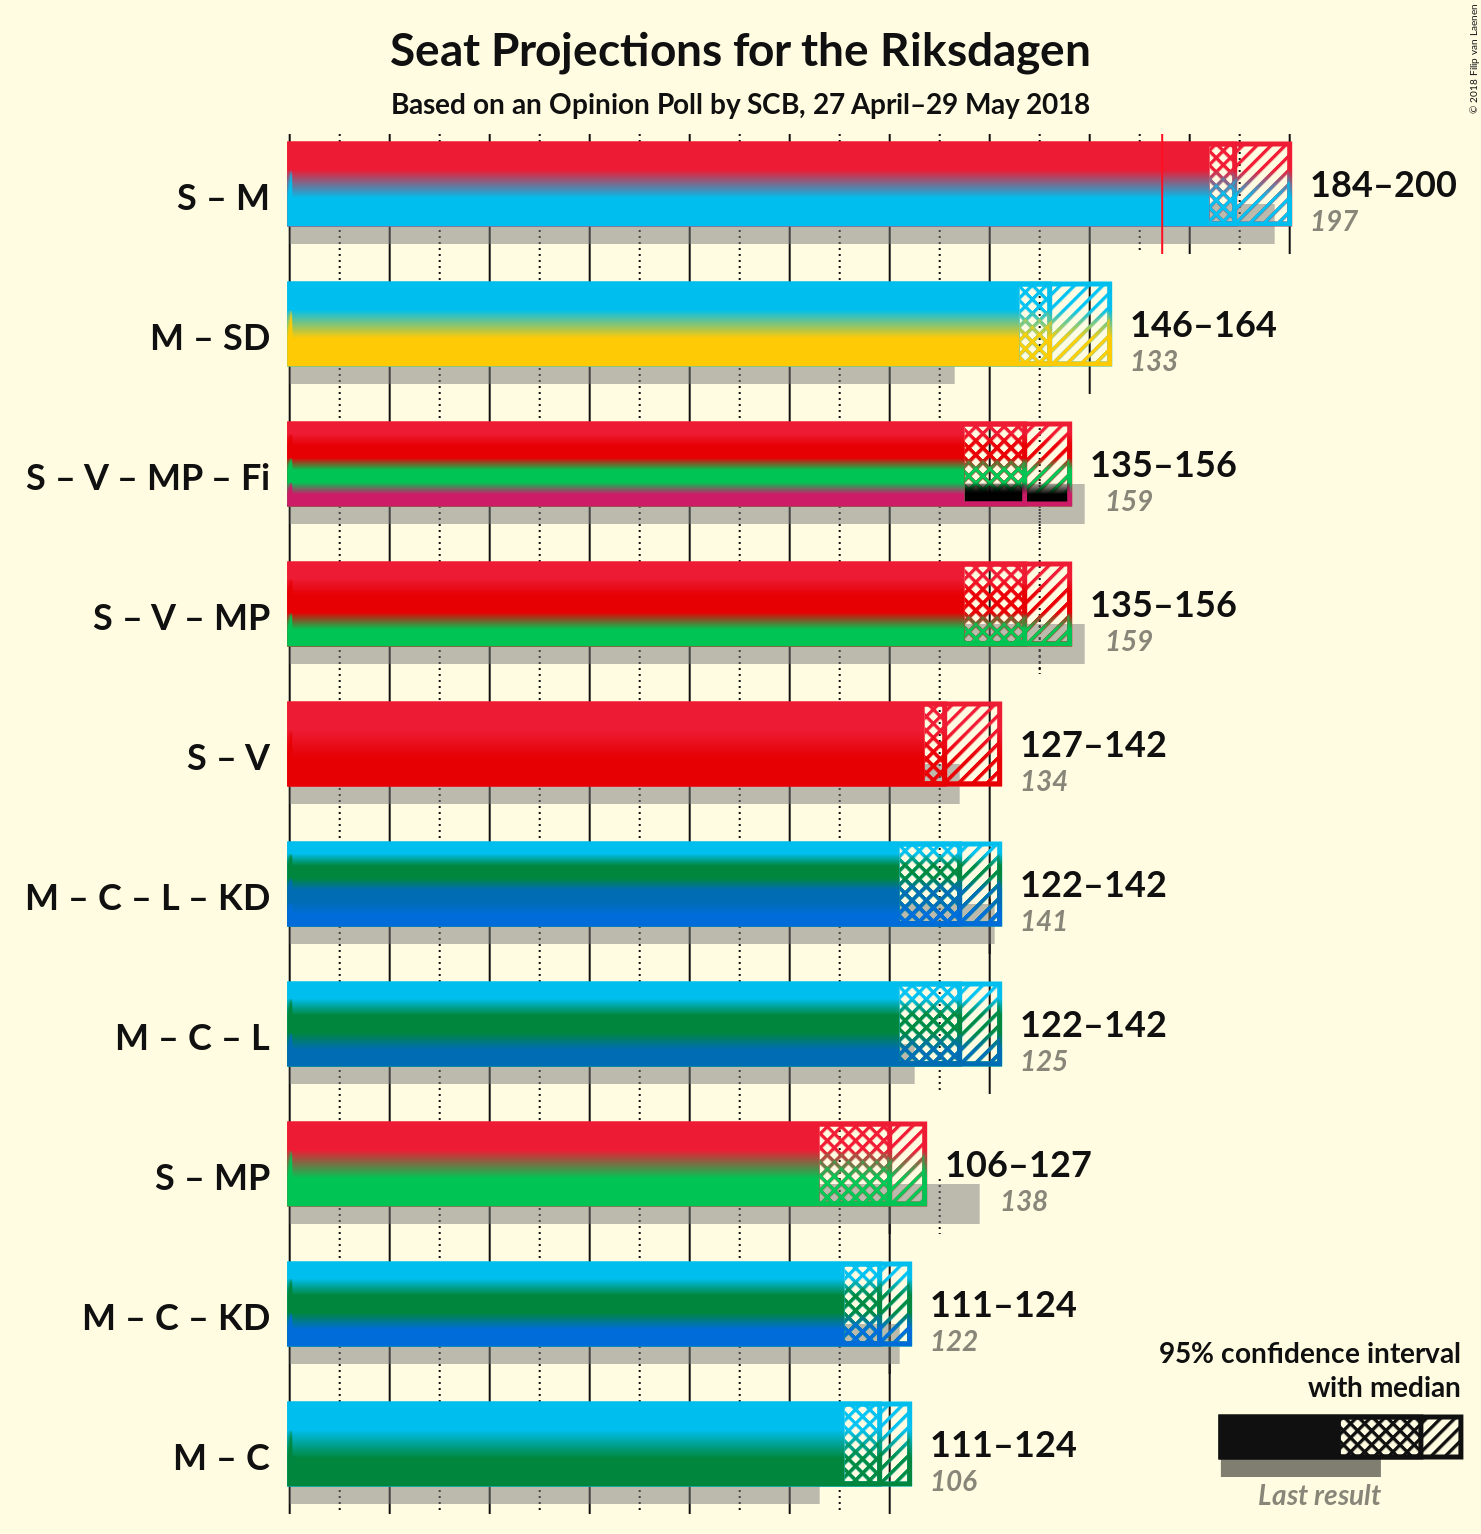 Seat Projections for the Riksdagen
Based on an Opinion Poll by SCB, 27 April–29 May 2018
© 2018 Filip van Laenen
S – M
184–200
197
M – SD
146–164
133
S – V – MP – Fi
135–156
159
S – V – MP
135–156
159
S – V
127–142
134
M – C – L – KD
122–142
141
M – C – L
122–142
125
S – MP
106–127
138
M – C – KD
111–124
122
M – C
111–124
106
95% confidence interval
with median
Last result